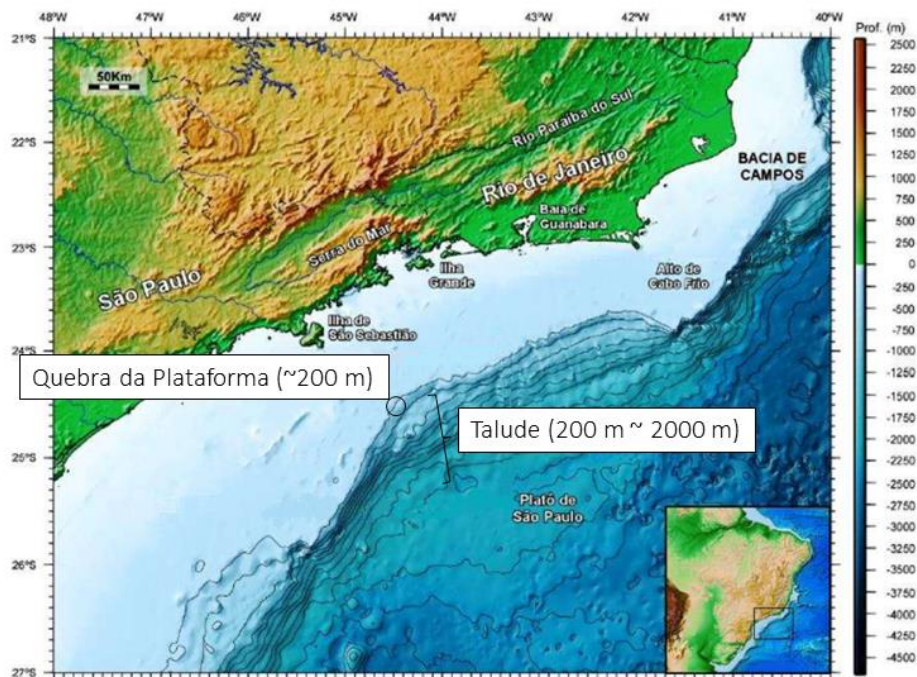 48°W 47°W 46°W 45°W 44°W 43°W 42°W 41°W 40°W
Prof. (m)
21°S
22°S
23°S
24°S
25°S
26°S
27°S
50Km
Rio Paraíba do Sul
Rio de Janeiro
BACIA DE
CAMPOS
Baía de
Guanabara
Serra do Mar
São Paulo
Ilha
Grande
Alto de
Cabo Frio
Ilha de
São Sebastião
Quebra da Plataforma (~200 m)
Talude (200 m ~ 2000 m)
Platô de
São Paulo
2500
2250
2000
1750
1500
1250
1000
750
500
250
0
-250
-500
-750
-1000
-1250
-1500
-1750
-2000
-2250
-2500
-2750
-3000
-3250
-3500
-3750
-4000
-4250
-4500